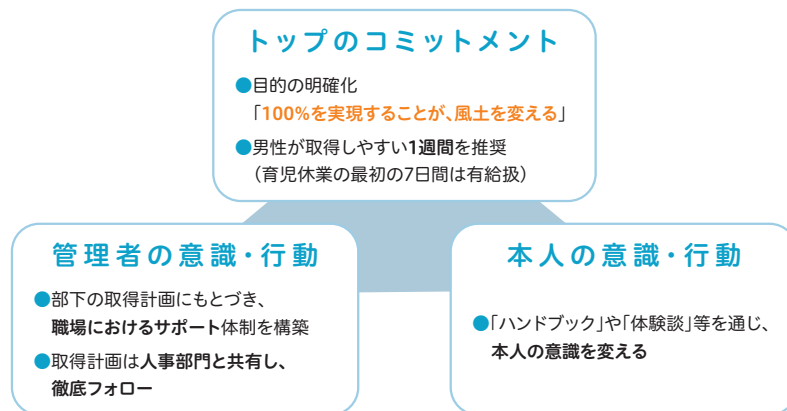 トップのコミットメント
●目的の明確化
「100%を実現することが、風土を変える」
●男性が取得しやすい1週間を推奨
（育児休業の最初の7日間は有給扱）
管理者の意識・行動
●部下の取得計画にもとづき、
職場におけるサポート体制を構築
●取得計画は人事部門と共有し、
徹底フォロー
本人の意識・行動
●「ハンドブック」や「体験談」等を通じ、
本人の意識を変える